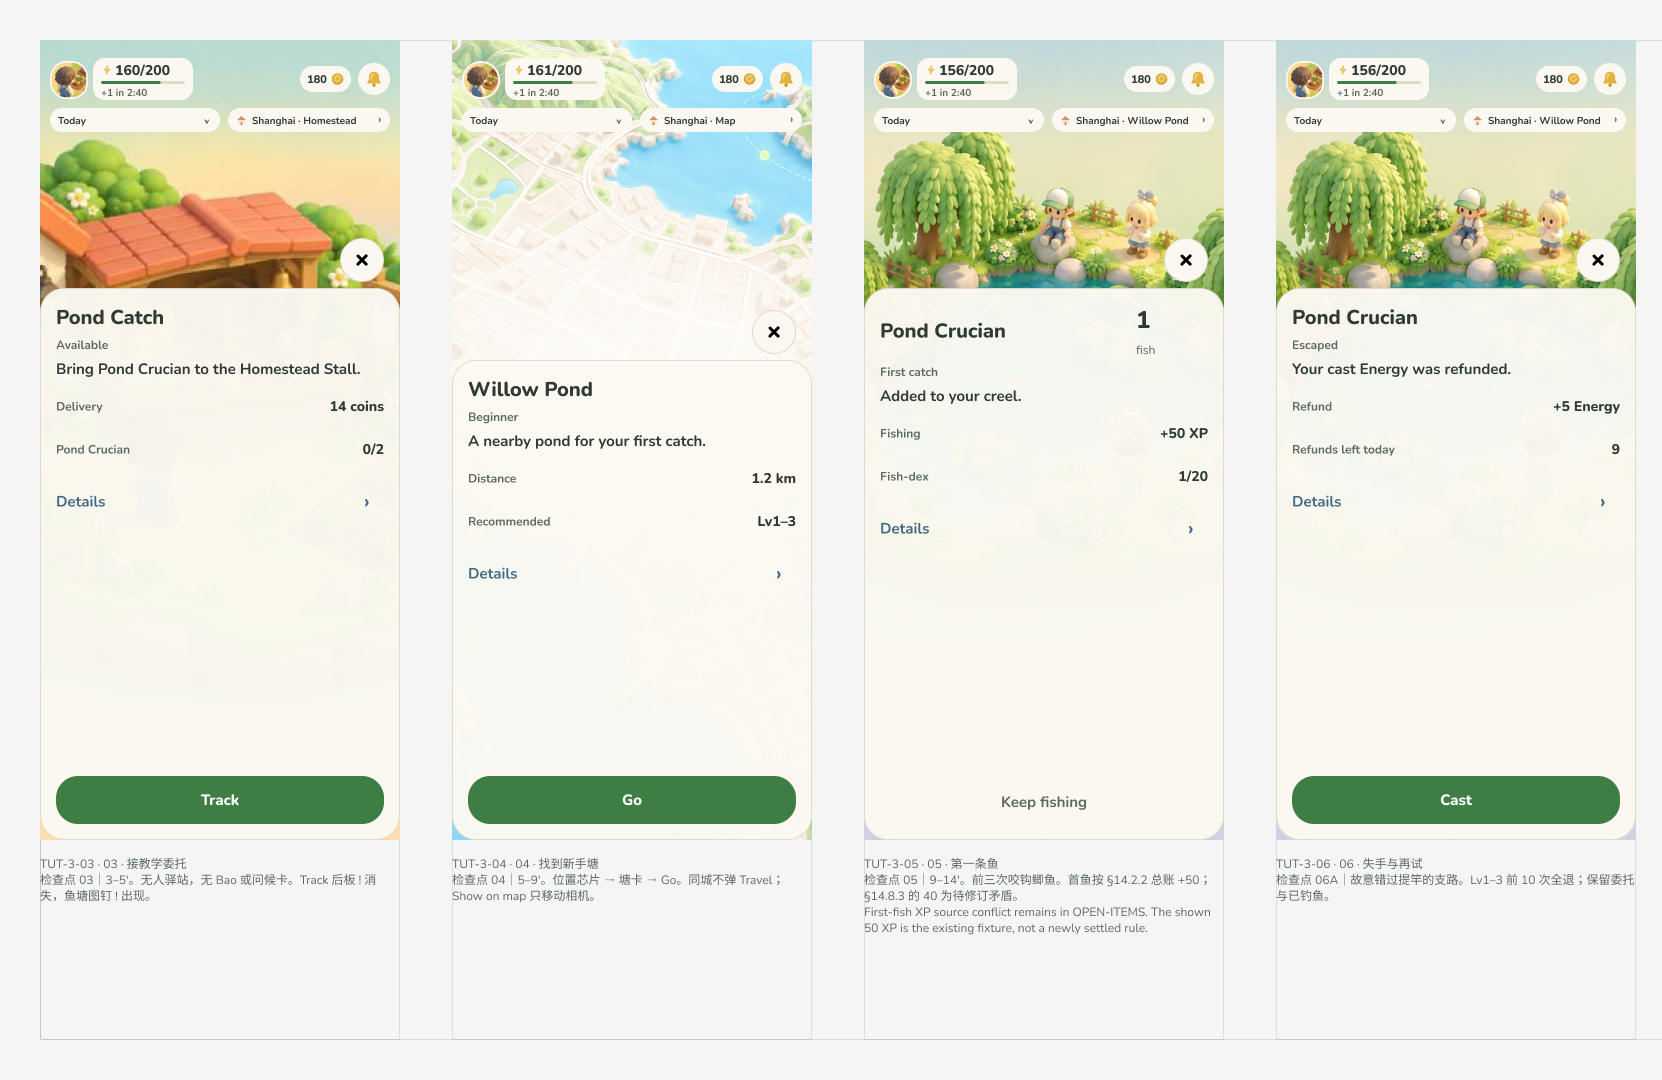 160/200
+1 in 2:40
180
Today
Shanghai · Homestead
Pond Catch
Available
Bring Pond Crucian to the Homestead Stall.
Delivery
14 coins
Pond Crucian
0/2
Details
Track
TUT-3-03 · 03 · 接教学委托
检查点 03｜3–5'。无人驿站，无 Bao 或问候卡。Track 后板 ! 消
失，鱼塘图钉 ! 出现。
161/200
+1 in 2:40
180
Today
Shanghai · Map
Willow Pond
Beginner
A nearby pond for your first catch.
Distance
1.2 km
Recommended
Lv1–3
Details
Go
TUT-3-04 · 04 · 找到新手塘
检查点 04｜5–9'。位置芯片 → 塘卡 → Go。同城不弹 Travel；
Show on map 只移动相机。
156/200
+1 in 2:40
180
Today
Shanghai · Willow Pond
Pond Crucian
1
fish
First catch
Added to your creel.
Fishing
+50 XP
Fish-dex
1/20
Details
Keep fishing
TUT-3-05 · 05 · 第一条鱼
检查点 05｜9–14'。前三次咬钩鲫鱼。首鱼按 §14.2.2 总账 +50；
§14.8.3 的 40 为待修订矛盾。
First-fish XP source conflict remains in OPEN-ITEMS. The shown
50 XP is the existing fixture, not a newly settled rule.
156/200
+1 in 2:40
180
Today
Shanghai · Willow Pond
Pond Crucian
Escaped
Your cast Energy was refunded.
Refund
+5 Energy
Refunds left today
9
Details
Cast
TUT-3-06 · 06 · 失手与再试
检查点 06A｜故意错过提竿的支路。Lv1–3 前 10 次全退；保留委托
与已钓鱼。